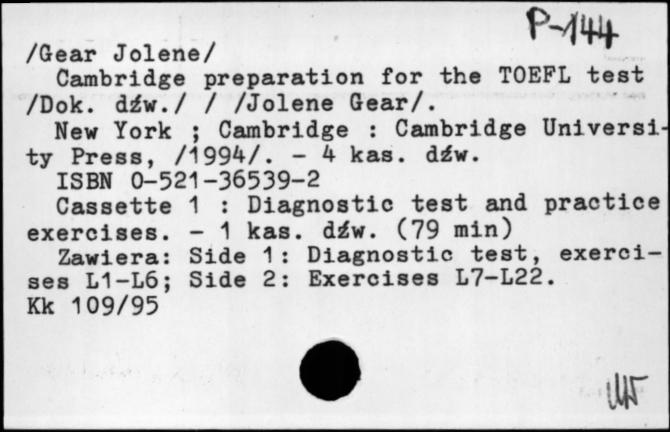 P-144
/Gear Jolene/
Cambridge preparation for the TOEFL test
/Dok. dźw./ / /Jolene Gear/.
New York ; Cambridge : Cambridge Universi-
ty Press, /1994/. - 4 kas. dźw.
ISBN 0-521-36539-2
Cassette 1 : Diagnostic test and practice
exercises. - 1 kas. dźw. (79 min)
Zawiera: Side 1: Diagnostic test, exerci-
ses L1-L6; Side 2: Exercises L7-L22.
Kk 109/95